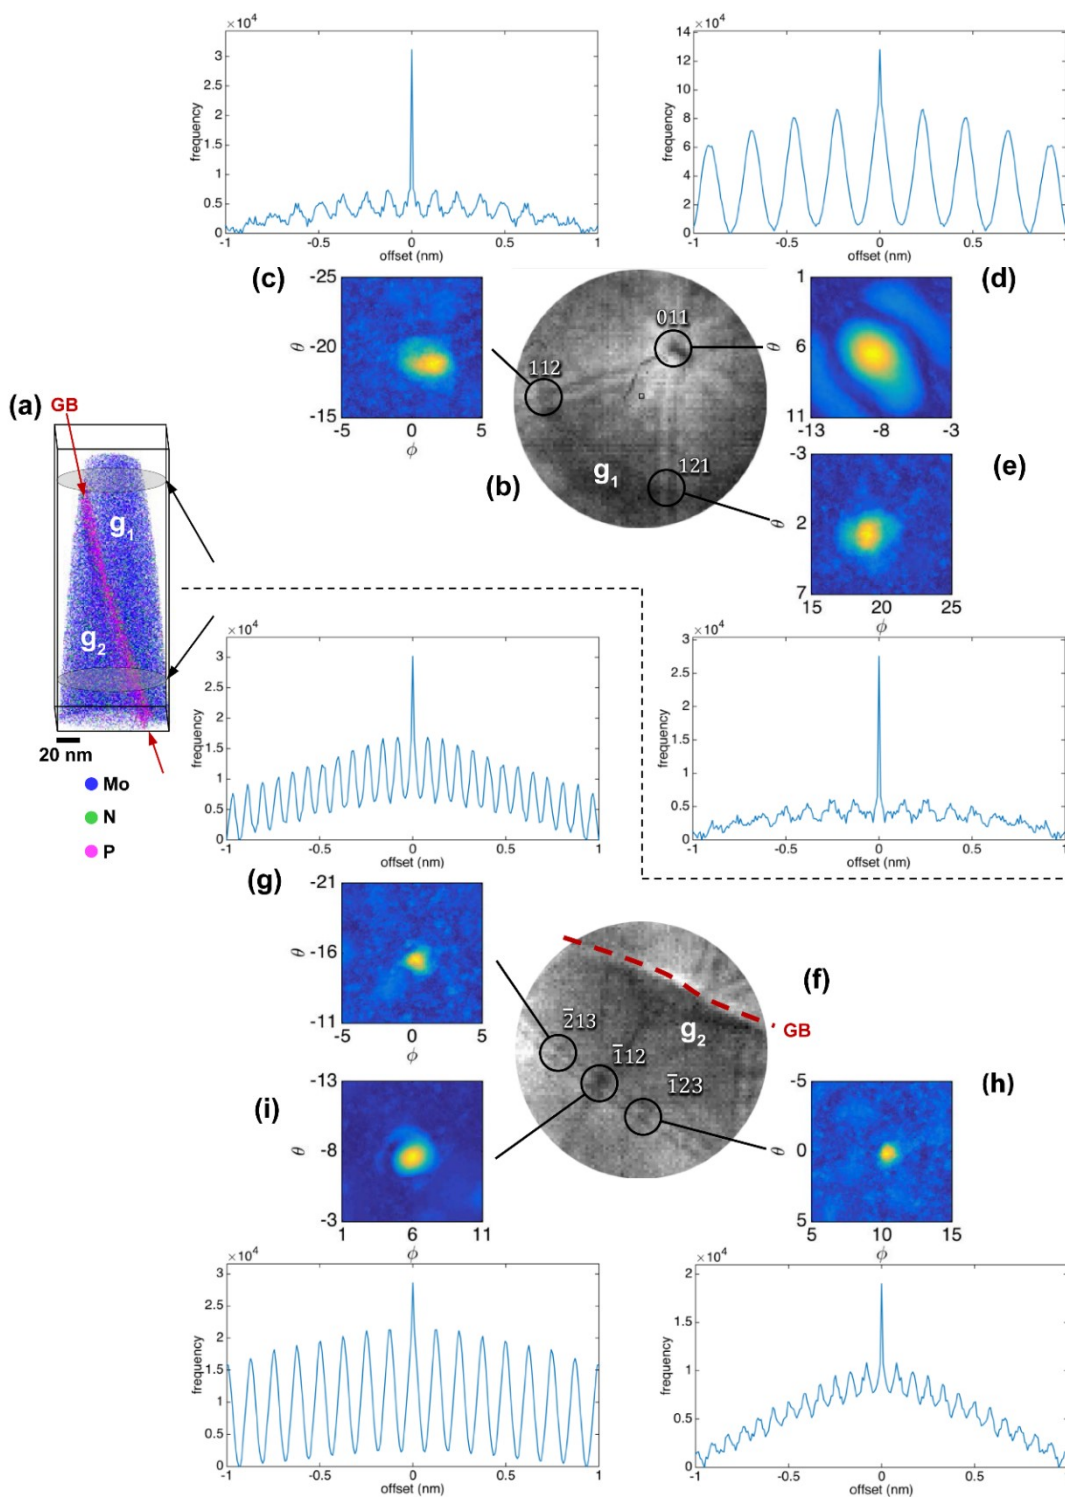 ×10⁴
3
2.5
2
1.5
1
0.5
0
frequency
-1
-0.5
0
0.5
1
offset (nm)
×10⁴
14
12
10
8
6
4
2
0
frequency
-1
-0.5
0
0.5
1
offset (nm)
(c)
-25
-20
-15
θ
-5
0
5
ϕ
011
112
121
g₁
(b)
(d)
1
6
11
θ
-13
-8
-3
(e)
-3
2
7
θ
15
20
25
ϕ
(a)
GB
g₁
g₂
20 nm
Mo
N
P
×10⁴
3
2.5
2
1.5
1
0.5
0
frequency
-1
-0.5
0
0.5
1
offset (nm)
×10⁴
3
2.5
2
1.5
1
0.5
0
frequency
-1
-0.5
0
0.5
1
offset (nm)
(g)
-21
-16
-11
θ
-5
0
5
ϕ
(f)
GB
g₂
2̅13
1̅12
1̅23
(i)
-13
-8
-3
θ
1
6
11
ϕ
(h)
-5
0
5
θ
5
10
15
ϕ
×10⁴
3
2.5
2
1.5
1
0.5
0
frequency
-1
-0.5
0
0.5
1
offset (nm)
×10⁴
2
1.5
1
0.5
0
frequency
-1
-0.5
0
0.5
1
offset (nm)